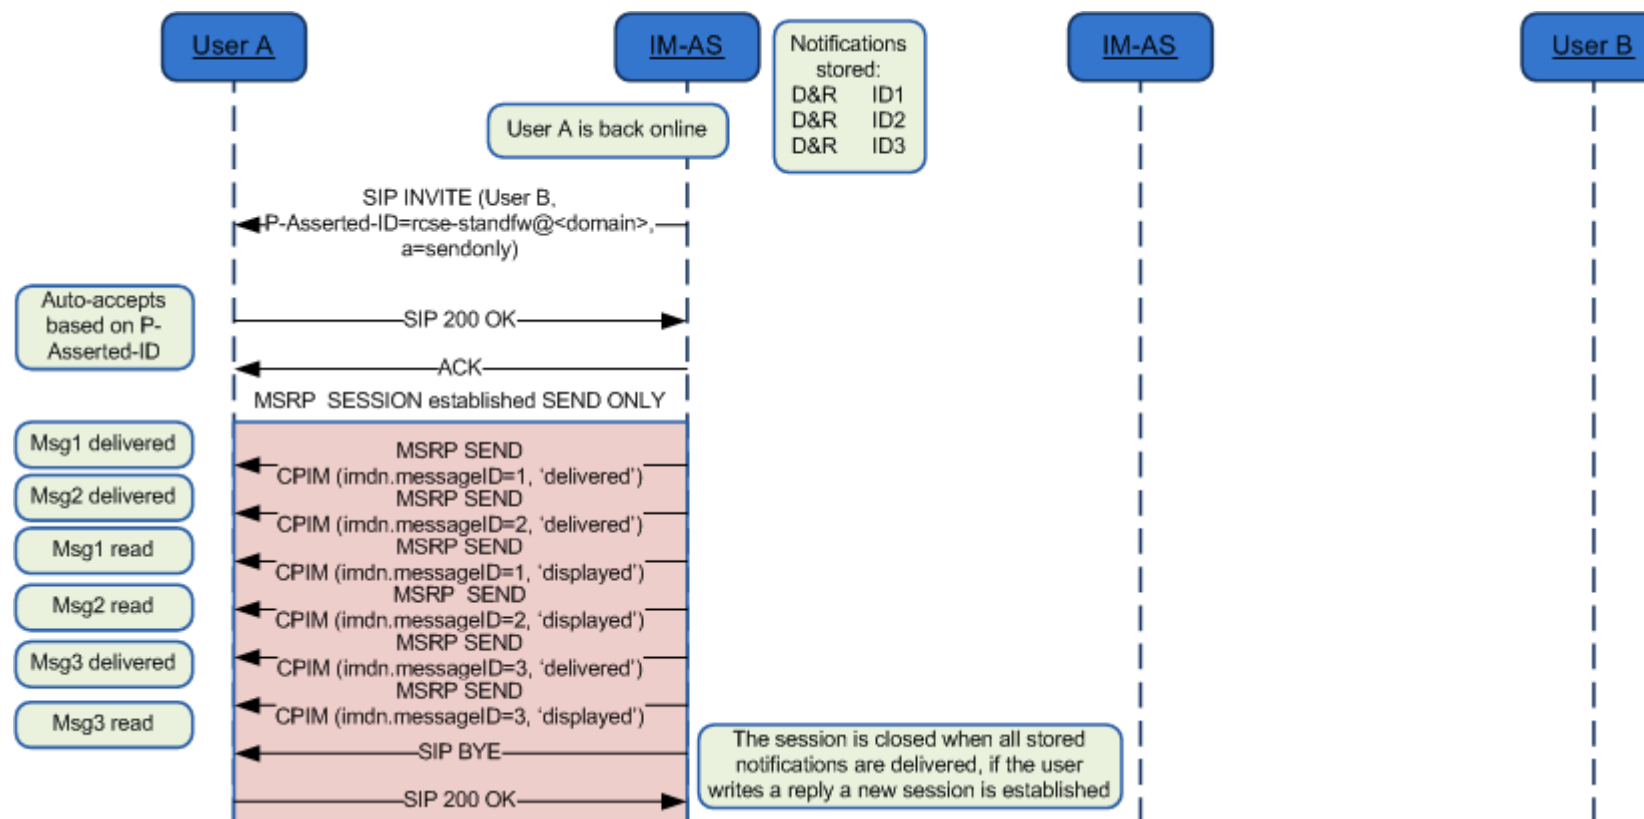 User A
IM-AS
IM-AS
User B
Notifications
stored:
D&R ID1
D&R ID2
D&R ID3
User A is back online
SIP INVITE (User B,
P-Asserted-ID=rcse-standfw@<domain>,
a=sendonly)
Auto-accepts
based on P-
Asserted-ID
SIP 200 OK
ACK
MSRP SESSION established SEND ONLY
Msg1 delivered
MSRP SEND
CPIM (imdn.messageID=1, ‘delivered’)
Msg2 delivered
MSRP SEND
CPIM (imdn.messageID=2, ‘delivered’)
Msg1 read
MSRP SEND
CPIM (imdn.messageID=1, ‘displayed’)
Msg2 read
MSRP SEND
CPIM (imdn.messageID=2, ‘displayed’)
Msg3 delivered
MSRP SEND
CPIM (imdn.messageID=3, ‘delivered’)
Msg3 read
MSRP SEND
CPIM (imdn.messageID=3, ‘displayed’)
SIP BYE
The session is closed when all stored
notifications are delivered, if the user
writes a reply a new session is established
SIP 200 OK